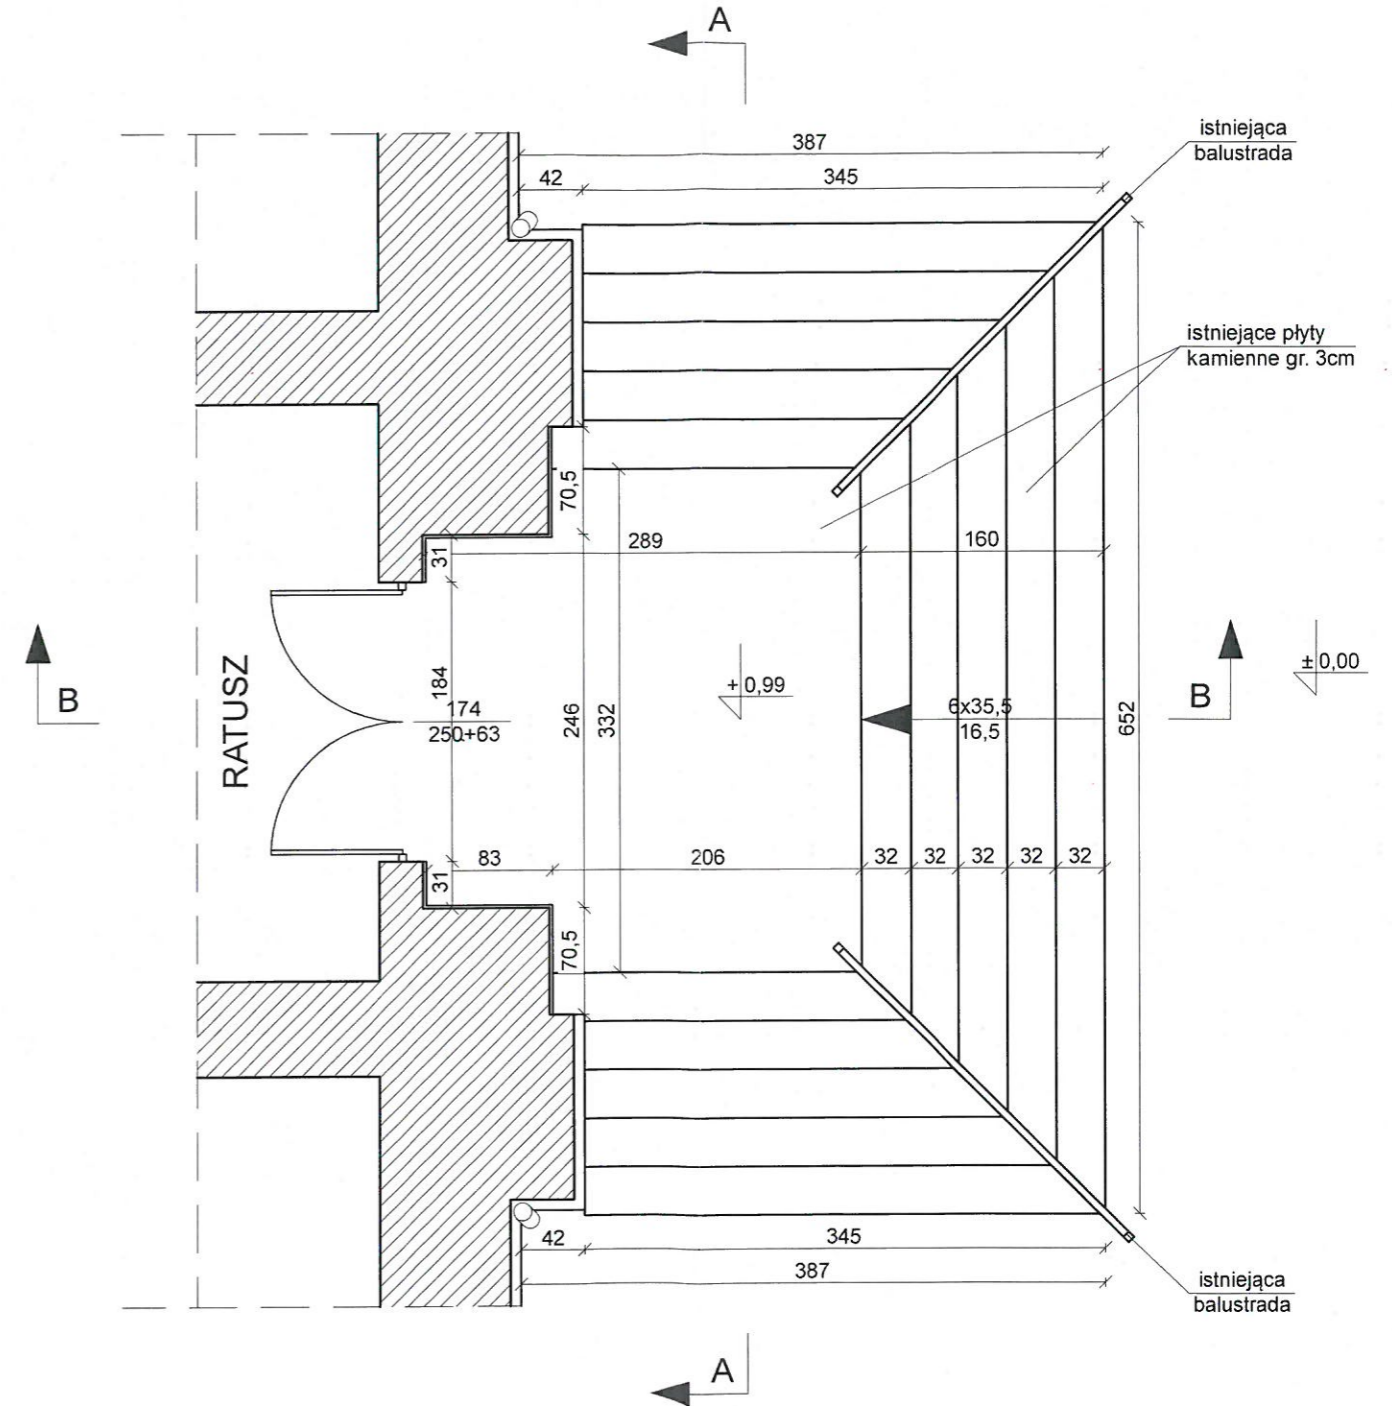 A
387
istniejąca
balustrada
42
345
istniejące płyty
kamienne gr. 3cm
70,5
289
160
31
RATUSZ
184
174
250+63
246
332
+ 0,99
6x35,5
16,5
652
± 0,00
B
B
83
206
32
32
32
32
32
31
70,5
42
345
387
istniejąca
balustrada
A